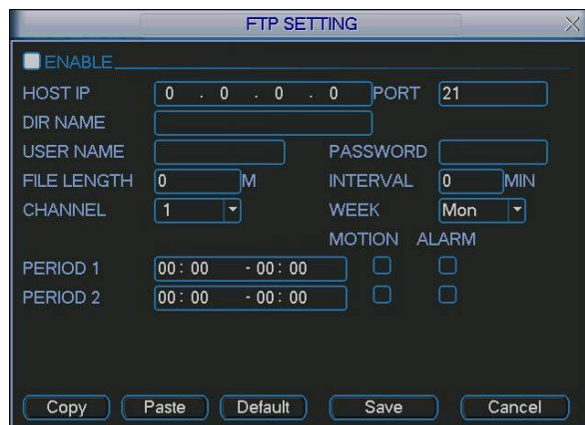 FTP SETTING
ENABLE
HOST IP 0 . 0 . 0 . 0 PORT 21
DIR NAME
USER NAME PASSWORD
FILE LENGTH 0 M INTERVAL 0 MIN
CHANNEL 1 WEEK Mon
MOTION ALARM
PERIOD 1 00: 00 - 00: 00
PERIOD 2 00: 00 - 00: 00
Copy Paste Default Save Cancel